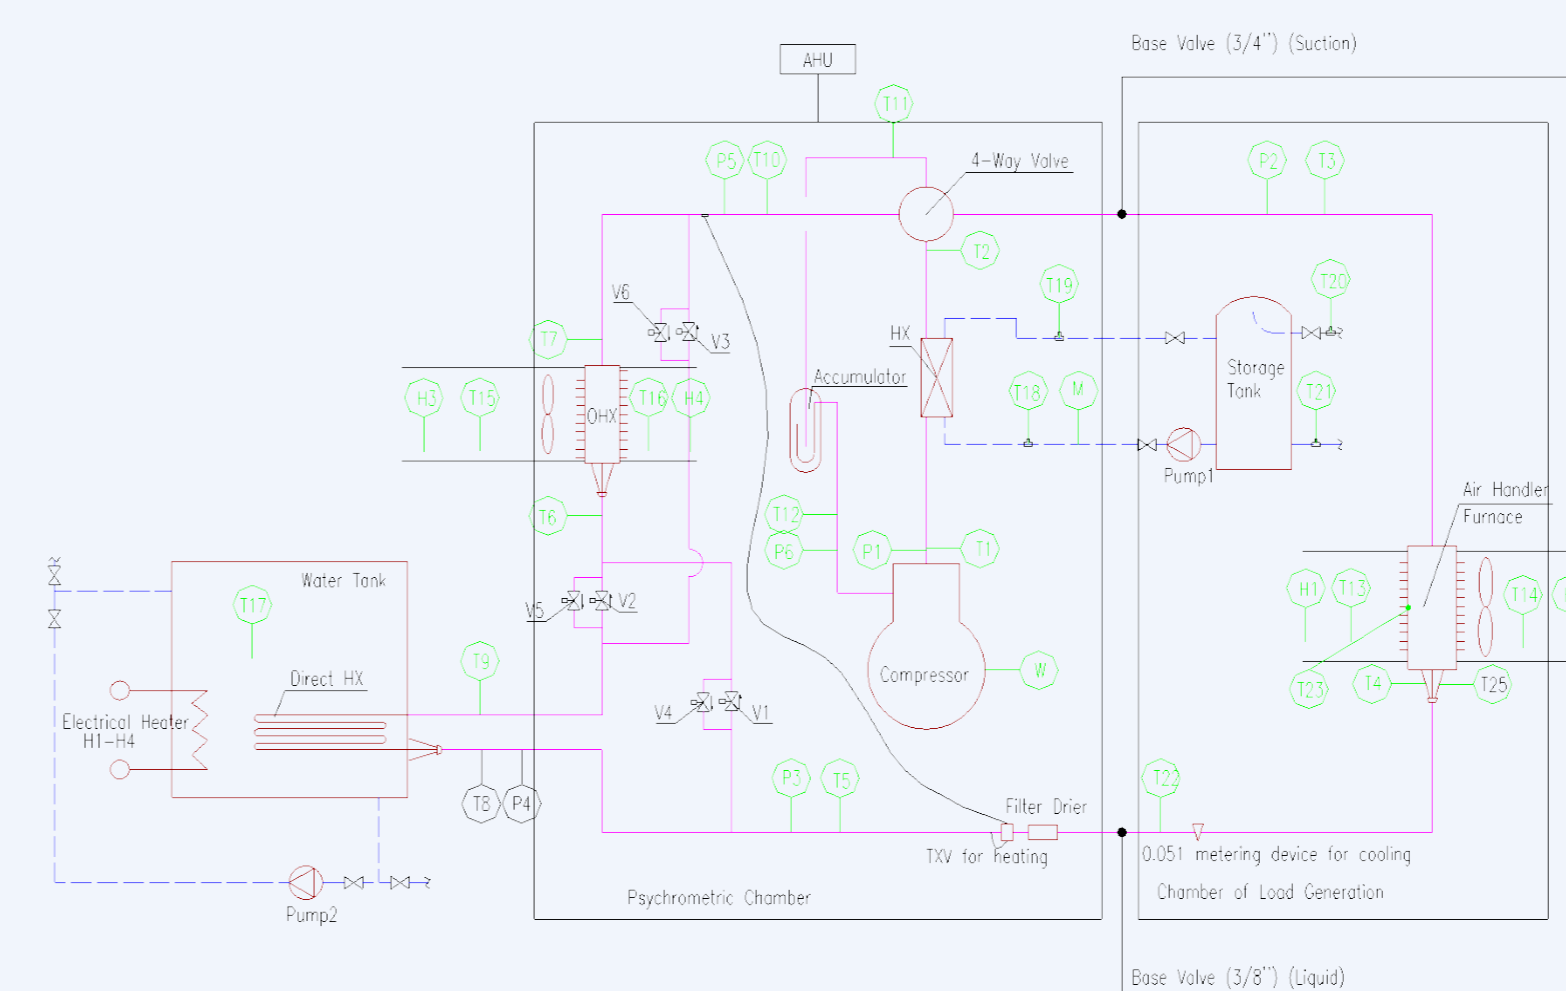 Base Valve (3/4'') (Suction)
AHU
T11
P5
T10
4-Way Valve
P2
T3
T2
T19
T20
V6
V3
T7
HX
Accumulator
Storage
Tank
H3
T15
OHX
T16
H4
T18
M
T21
Pump1
Air Handler
Furnace
T6
T12
P6
P1
T1
Water Tank
T17
V5
V2
H1
T13
T14
T9
Direct HX
Compressor
W
T23
T4
T25
Electrical Heater
H1-H4
V4
V1
T8
P4
P3
T5
T22
Filter Drier
TXV for heating
0.051 metering device for cooling
Pump2
Psychrometric Chamber
Chamber of Load Generation
Base Valve (3/8'') (Liquid)